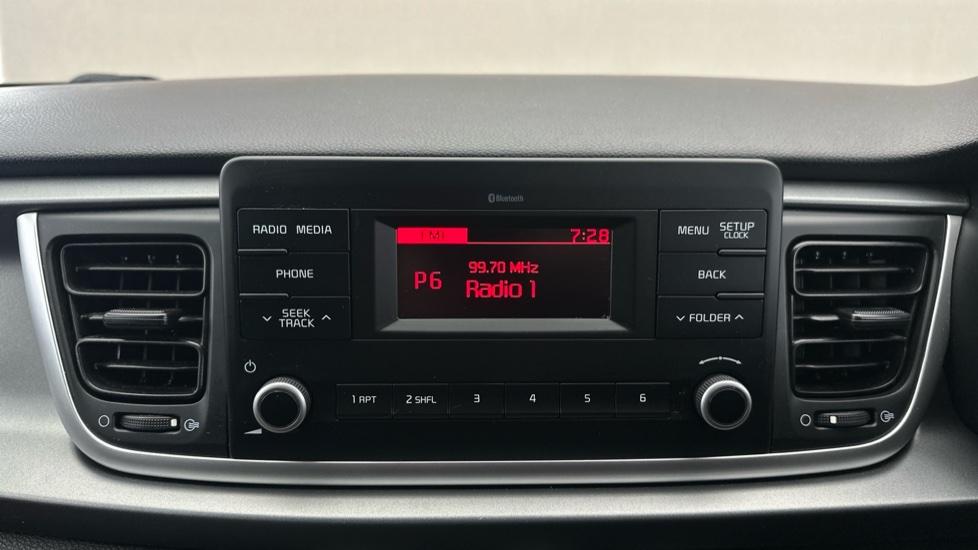 Bluetooth
RADIO MEDIA
PHONE
SEEK
TRACK
FM1 7:28
99.70 MHz
P6 Radio 1
MENU SETUP
CLOCK
BACK
FOLDER
1 RPT 2 SHFL 3 4 5 6